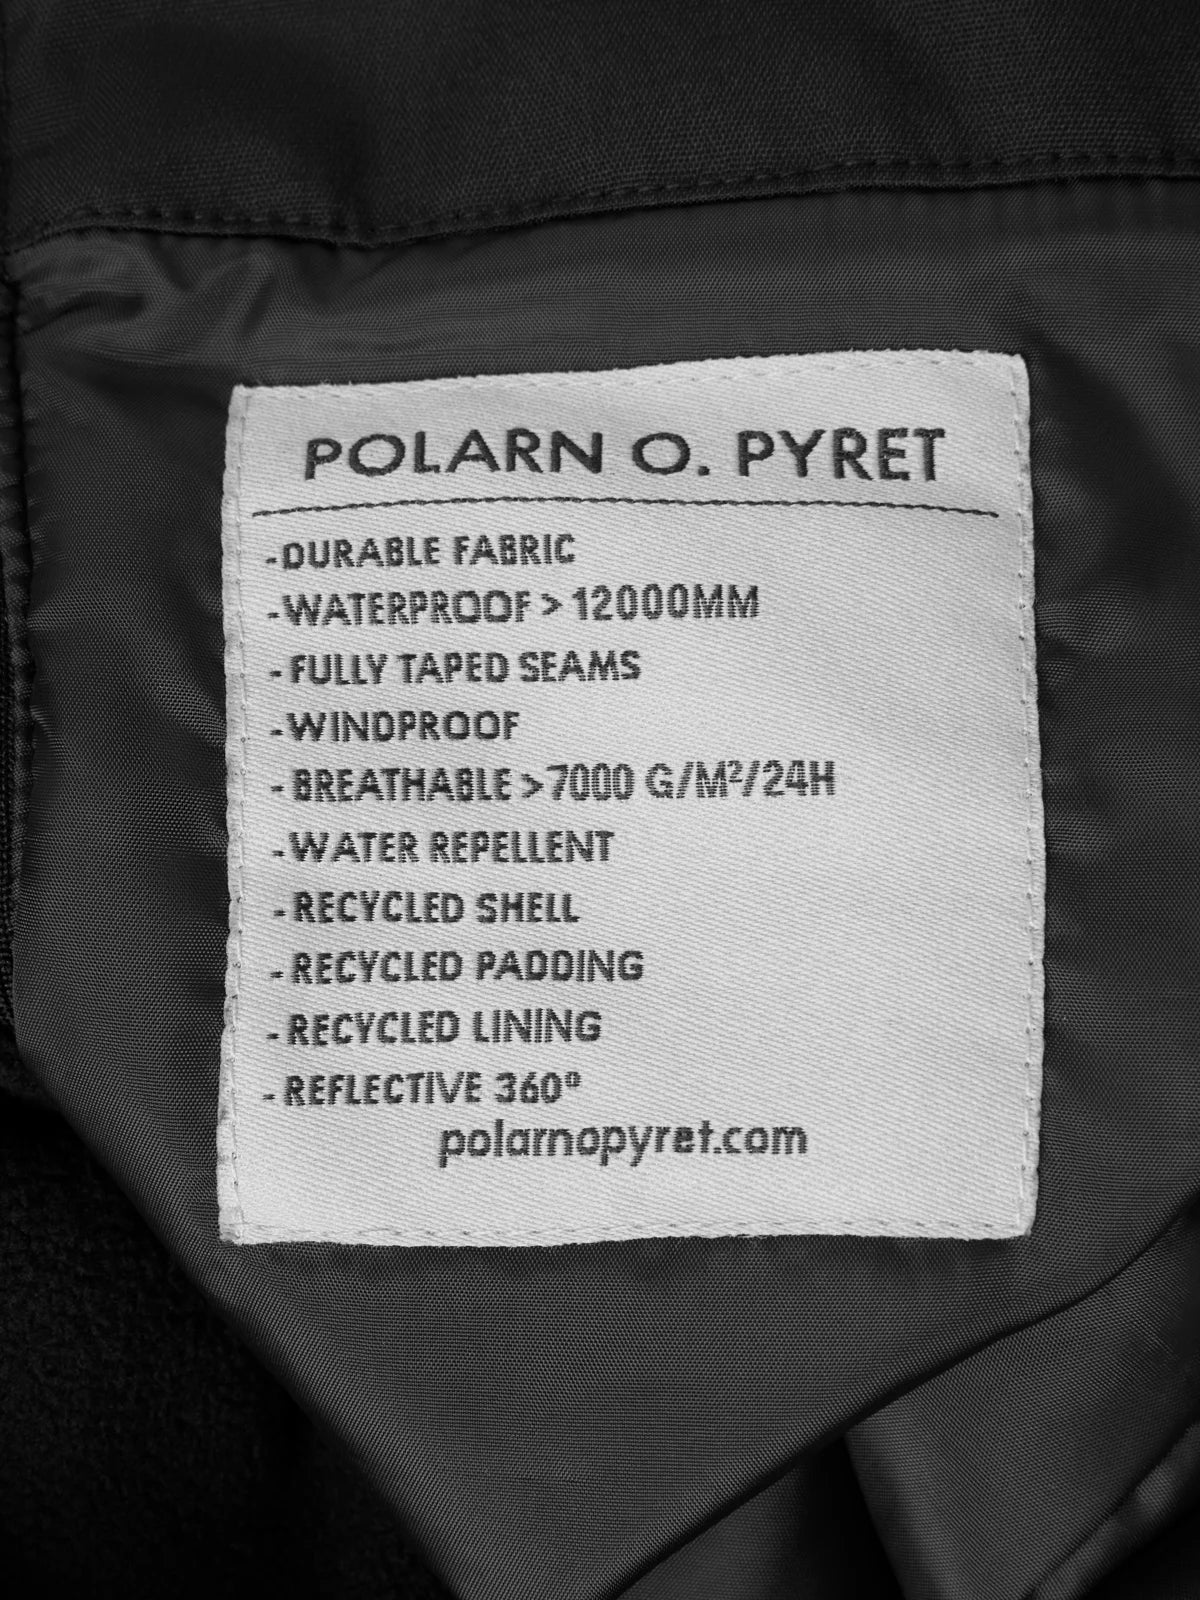 POLARN O. PYRET
-DURABLE FABRIC
-WATERPROOF > 12000MM
- FULLY TAPED SEAMS
-WINDPROOF
- BREATHABLE >7000 G/M²/24H
-WATER REPELLENT
- RECYCLED SHELL
- RECYCLED PADDING
- RECYCLED LINING
- REFLECTIVE 360º
polarnopyret.com